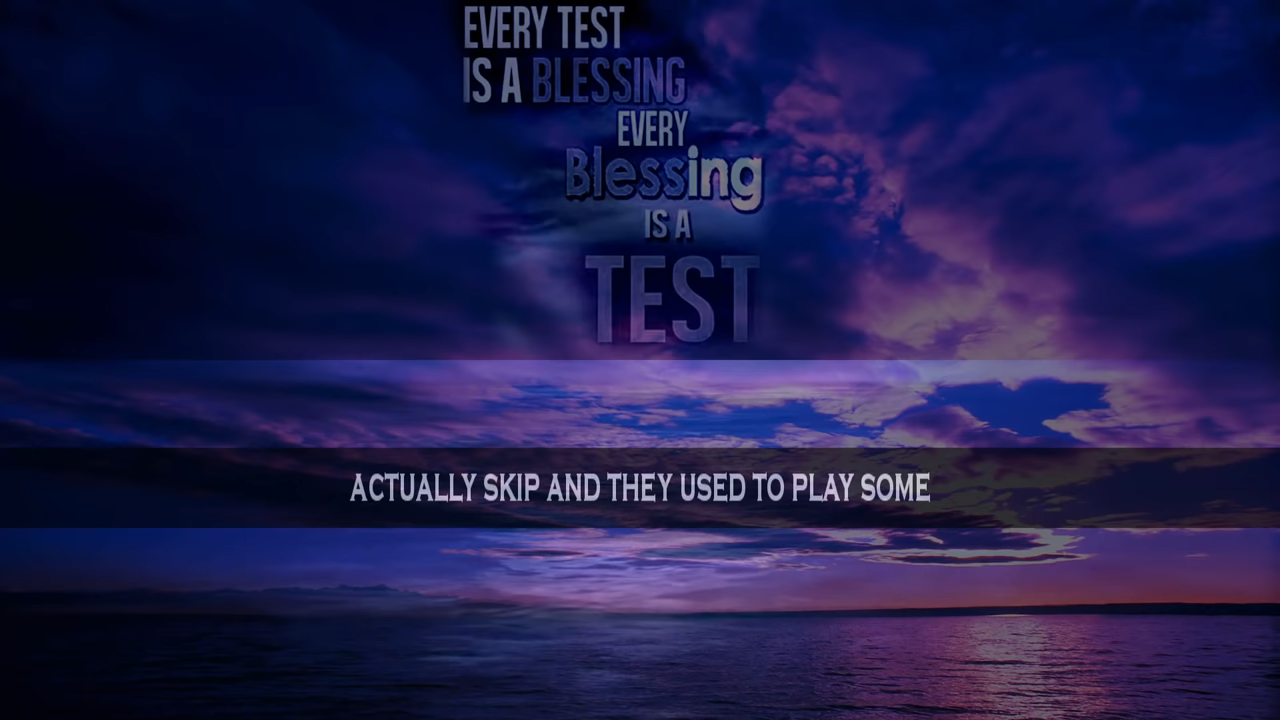 EVERY TEST
IS A BLESSING
EVERY
Blessing
IS A
TEST
ACTUALLY SKIP AND THEY USED TO PLAY SOME